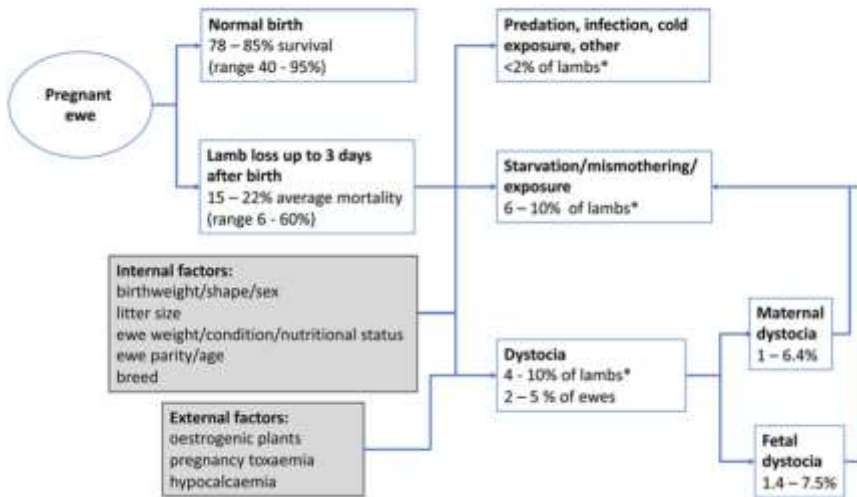 Pregnant
ewe
Normal birth
78 – 85% survival
(range 40 - 95%)
Lamb loss up to 3 days
after birth
15 – 22% average mortality
(range 6 - 60%)
Internal factors:
birthweight/shape/sex
litter size
ewe weight/condition/nutritional status
ewe parity/age
breed
External factors:
oestrogenic plants
pregnancy toxaemia
hypocalcaemia
Predation, infection, cold
exposure, other
<2% of lambs*
Starvation/mismothering/
exposure
6 – 10% of lambs*
Dystocia
4 - 10% of lambs*
2 – 5 % of ewes
Maternal
dystocia
1 – 6.4%
Fetal
dystocia
1.4 – 7.5%